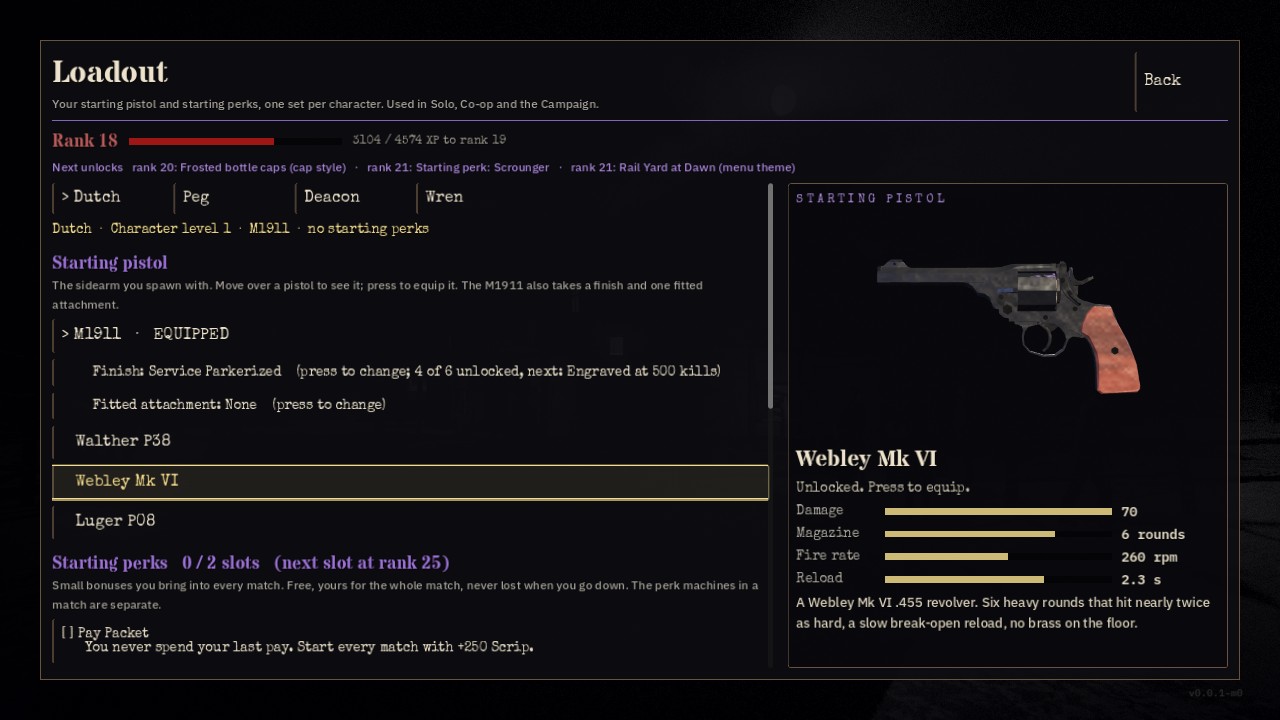 Loadout
Your starting pistol and starting perks, one set per character. Used in Solo, Co-op and the Campaign.
Back
Rank 18
3104 / 4574 XP to rank 19
Next unlocks rank 20: Frosted bottle caps (cap style) · rank 21: Starting perk: Scrounger · rank 21: Rail Yard at Dawn (menu theme)
> Dutch
Peg
Deacon
Wren
Dutch · Character level 1 · M1911 · no starting perks
Starting pistol
The sidearm you spawn with. Move over a pistol to see it; press to equip it. The M1911 also takes a finish and one fitted
attachment.
> M1911 · EQUIPPED
Finish: Service Parkerized (press to change; 4 of 6 unlocked, next: Engraved at 500 kills)
Fitted attachment: None (press to change)
Walther P38
Webley Mk VI
Luger P08
Starting perks 0 / 2 slots (next slot at rank 25)
Small bonuses you bring into every match. Free, yours for the whole match, never lost when you go down. The perk machines in a
match are separate.
[ ] Pay Packet
You never spend your last pay. Start every match with +250 Scrip.
STARTING PISTOL
Webley Mk VI
Unlocked. Press to equip.
Damage 70
Magazine 6 rounds
Fire rate 260 rpm
Reload 2.3 s
A Webley Mk VI .455 revolver. Six heavy rounds that hit nearly twice
as hard, a slow break-open reload, no brass on the floor.
v0.0.1-m0